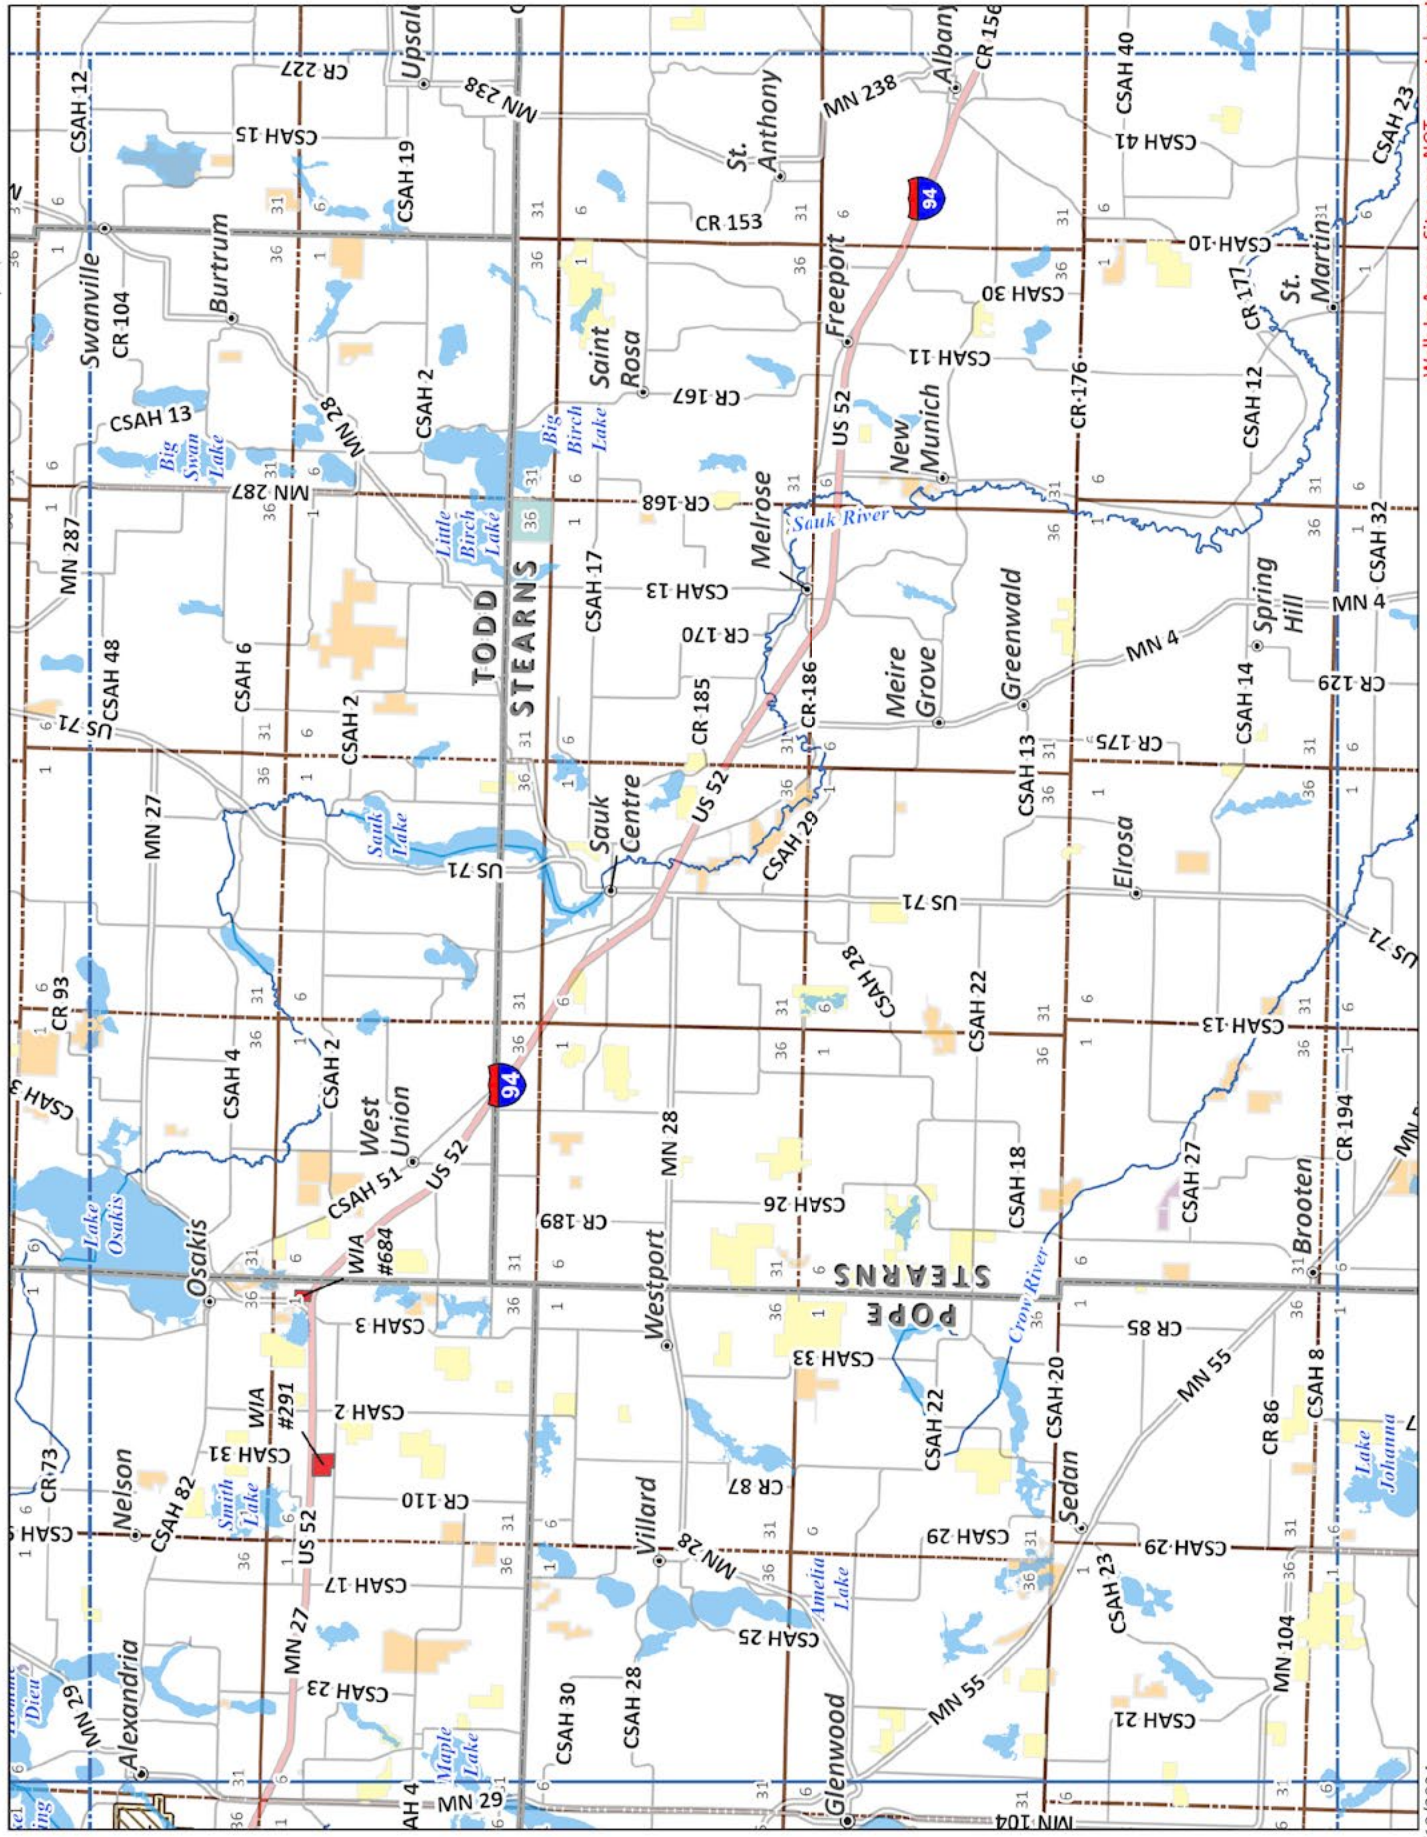 Dieu
MN 29
Alexandria
Nelson
CR 73
CSAH 82
Lake
Osakis
Osakis
CSAH 3
CR 93
MN 27
US 71
CSAH 48
MN 287
CSAH 13
Big
Swan
Lake
Swanville
CR 104
Burtrum
CSAH 12
CSAH 15
CR 227
MN 27
CSAH 23
CSAH 17
US 52
Smith
Lake
CSAH 31
WIA
#291
CSAH 2
CR 110
CSAH 3
WIA
#684
CSAH 51
West
Union
US 52
CSAH 4
CSAH 2
94
Sauk
Lake
US 71
CSAH 2
CSAH 6
MN 287
MN 28
CSAH 2
CSAH 19
Upsala
MN 238
Maple
Lake
MN 29
TODD
STEARNS
Little
Birch
Lake
Big
Birch
Lake
CSAH 30
CSAH 28
Villard
MN 28
Westport
CR 189
MN 28
Sauk
Centre
US 52
CR 185
CR 170
CSAH 17
CSAH 13
CR 168
CR 167
Saint
Rosa
CR 153
St.
Anthony
CSAH 25
Amelia
Lake
CR 87
CSAH 33
CSAH 26
CSAH 28
CSAH 29
CR 186
Melrose
Sauk River
US 52
Freeport
94
MN 238
Albany
CR 156
Glenwood
MN 55
CSAH 29
CSAH 22
POPE
STEARNS
US 71
Meire
Grove
New
Munich
CSAH 11
CSAH 30
MN 104
Sedan
CSAH 20
Crow River
CSAH 18
CSAH 22
CSAH 13
Greenwald
CR 176
CSAH 40
CSAH 23
CSAH 21
CSAH 29
CR 85
MN 55
CSAH 27
Elrosa
CR 175
MN 4
CSAH 41
MN 104
CR 86
CSAH 13
CSAH 14
Spring
Hill
CSAH 12
CR 177
CSAH 10
CSAH 8
Brooten
CR 194
CR 129
MN 4
St.
Martin
Lake
Johanna
US 71
CSAH 32
CSAH 23